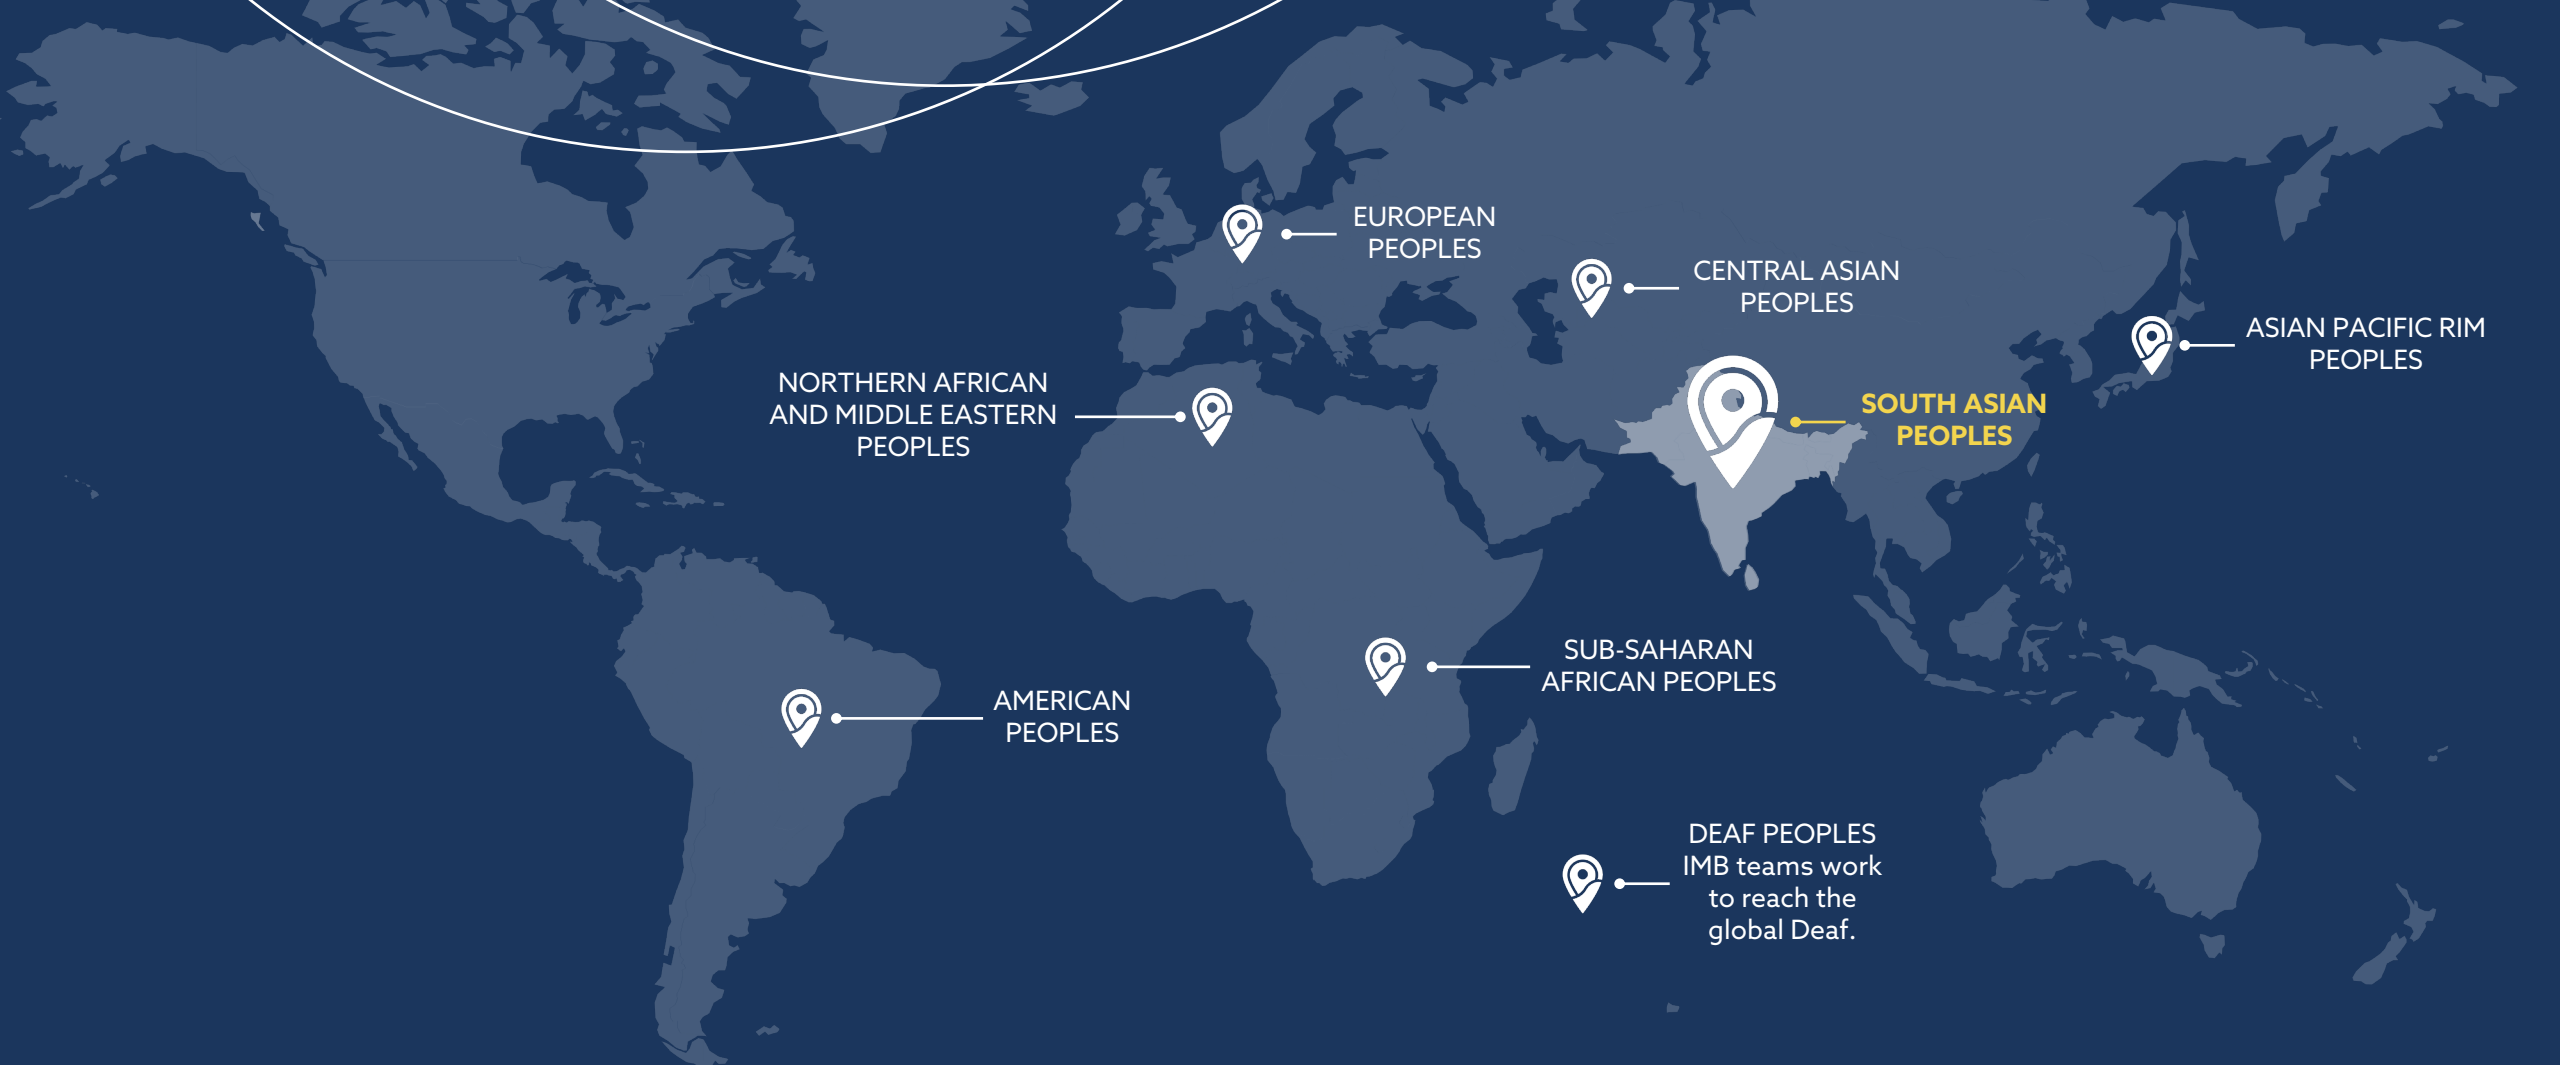 EUROPEAN
PEOPLES
CENTRAL ASIAN
PEOPLES
ASIAN PACIFIC RIM
PEOPLES
NORTHERN AFRICAN
AND MIDDLE EASTERN
PEOPLES
SOUTH ASIAN
PEOPLES
SUB-SAHARAN
AFRICAN PEOPLES
AMERICAN
PEOPLES
DEAF PEOPLES
IMB teams work
to reach the
global Deaf.